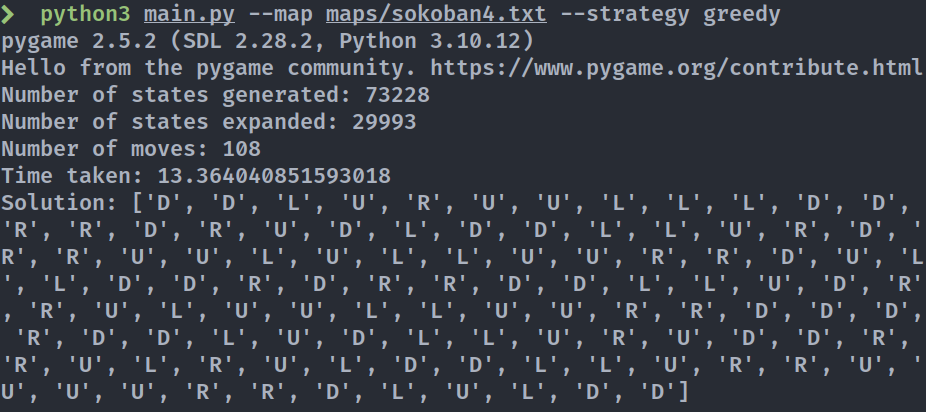 ❯ python3 main.py --map maps/sokoban4.txt --strategy greedy
pygame 2.5.2 (SDL 2.28.2, Python 3.10.12)
Hello from the pygame community. https://www.pygame.org/contribute.html
Number of states generated: 73228
Number of states expanded: 29993
Number of moves: 108
Time taken: 13.364040851593018
Solution: ['D', 'D', 'L', 'U', 'R', 'U', 'U', 'L', 'L', 'L', 'D', 'D',
'R', 'R', 'D', 'R', 'U', 'D', 'L', 'D', 'D', 'L', 'L', 'U', 'R', 'D', '
R', 'R', 'U', 'U', 'L', 'U', 'L', 'L', 'U', 'U', 'R', 'R', 'D', 'U', 'L
', 'L', 'D', 'D', 'R', 'D', 'R', 'R', 'D', 'D', 'L', 'L', 'U', 'D', 'R'
, 'R', 'U', 'L', 'U', 'U', 'L', 'L', 'U', 'U', 'R', 'R', 'D', 'D', 'D',
 'R', 'D', 'D', 'L', 'U', 'D', 'L', 'L', 'U', 'R', 'U', 'D', 'D', 'R',
'R', 'U', 'L', 'R', 'U', 'L', 'D', 'D', 'L', 'L', 'U', 'R', 'R', 'U', '
U', 'U', 'U', 'R', 'R', 'D', 'L', 'U', 'L', 'D', 'D']